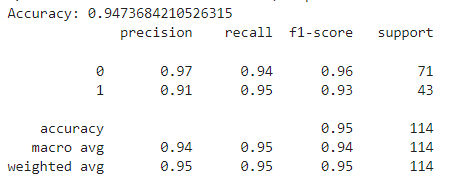 Accuracy: 0.9473684210526315
precision recall f1-score support
0 0.97 0.94 0.96 71
1 0.91 0.95 0.93 43
accuracy 0.95 114
macro avg 0.94 0.95 0.94 114
weighted avg 0.95 0.95 0.95 114